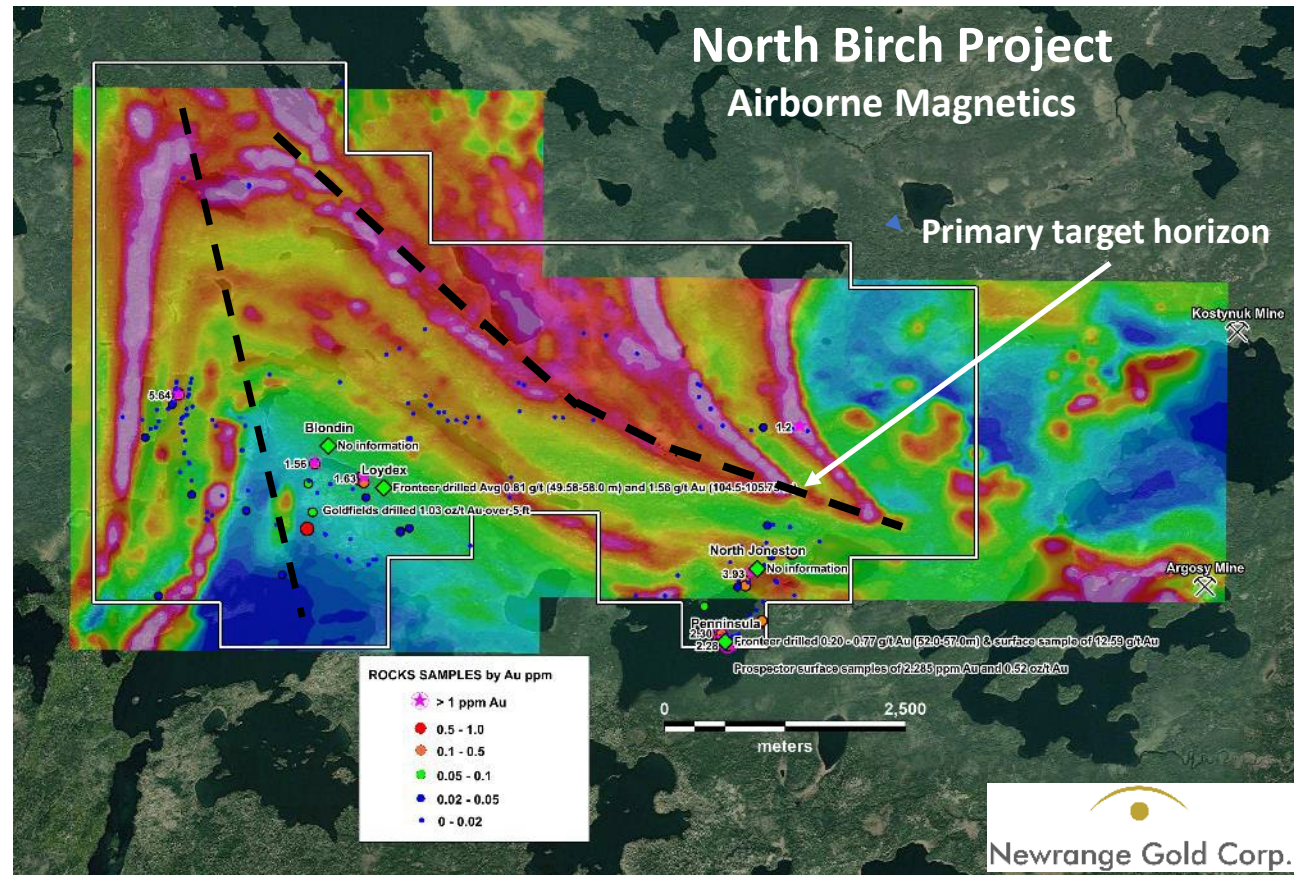 North Birch Project
Airborne Magnetics
Primary target horizon
Kostynuk Mine
5.64
1.2
Blondin
No information
1.56
1.63
Loydex
Fronteer drilled Avg 0.81 g/t (49.58-58.0 m) and 1.58 g/t Au
Goldfields drilled 1.03 oz/t Au-over-5-ft
North Joneston
No information
3.93
Argosy Mine
Penninsula
2.30
2.28
Fronteer drilled 0.20 - 0.77 g/t Au (52.0-57.0m) & surface sample of 12.59 g/t Au
Prospector surface samples of 2.285 ppm Au and 0.52 oz/t Au
ROCKS SAMPLES by Au ppm
> 1 ppm Au
0.5 - 1.0
0.1 - 0.5
0.05 - 0.1
0.02 - 0.05
0 - 0.02
0 2,500
meters
Newrange Gold Corp.